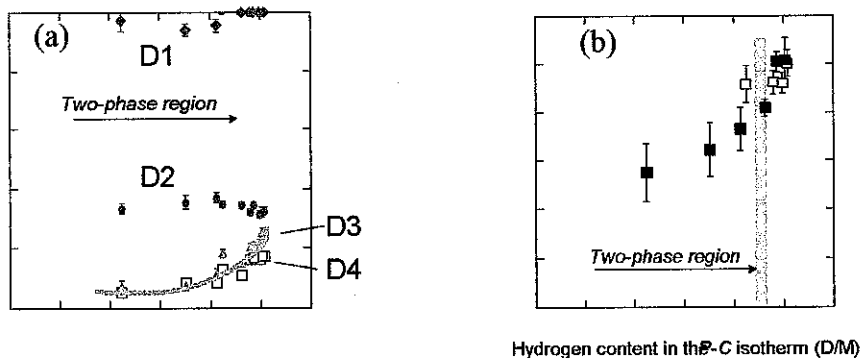 (a)
D1
Two-phase region
D2
D3
D4
(b)
Two-phase region
Hydrogen content in the P-C isotherm (D/M)